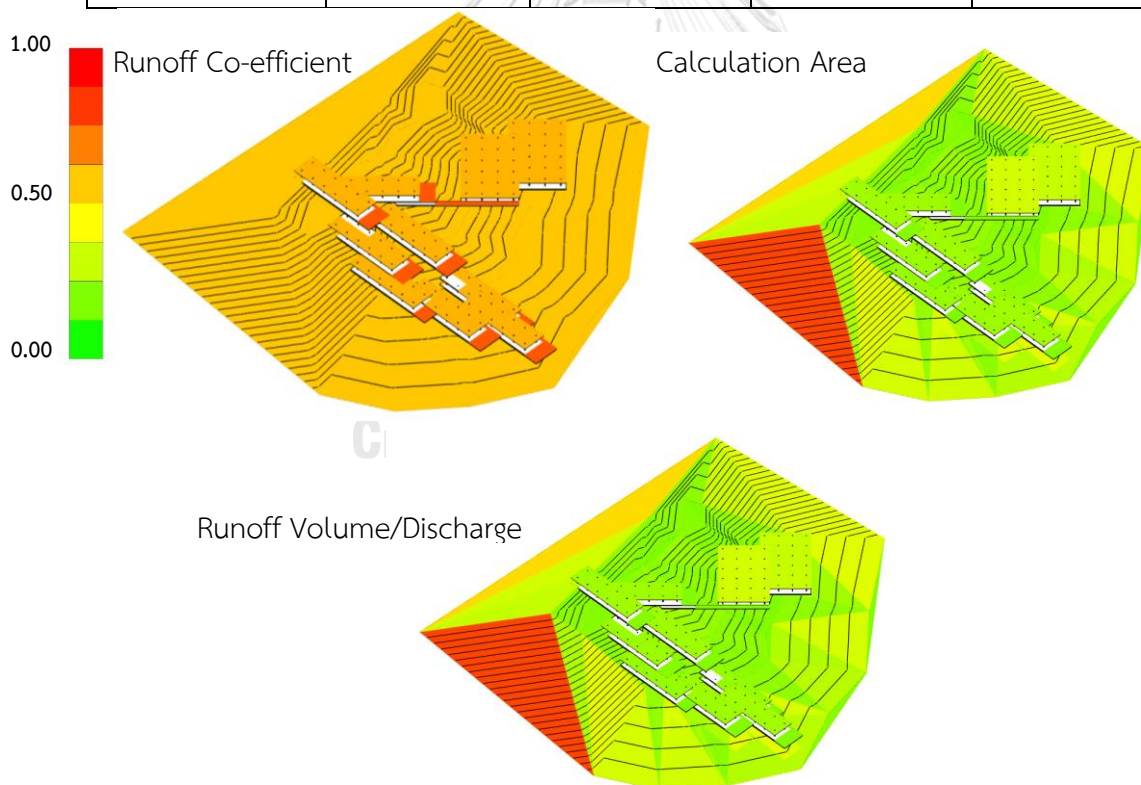 1.00
Runoff Co-efficient
Calculation Area
0.50
0.00
Runoff Volume/Discharge